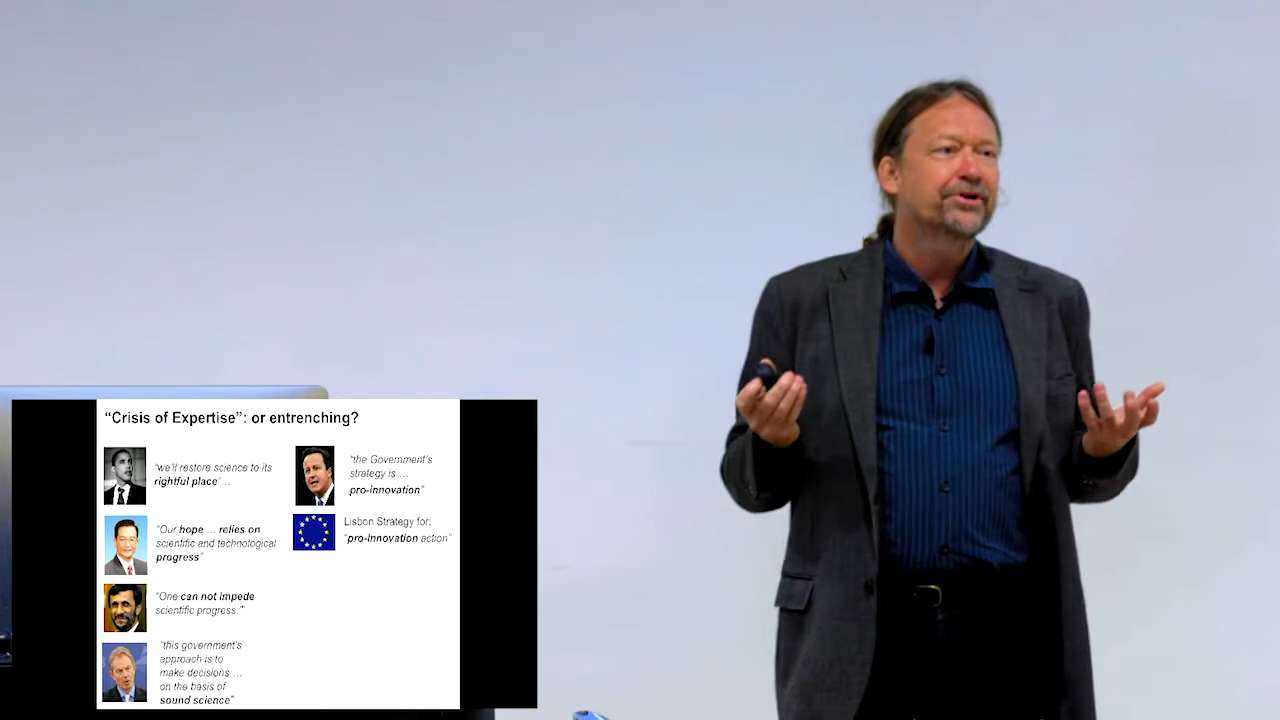 “Crisis of Expertise”: or entrenching?
“we’ll restore science to its
rightful place”...
“Our hope ... relies on
scientific and technological
progress”
“One can not impede
scientific progress.'”
“this government’s
approach is to
make decisions ...
on the basis of
sound science”
“the Government’s
strategy is ...
pro-innovation”
Lisbon Strategy for:
“pro-innovation action”